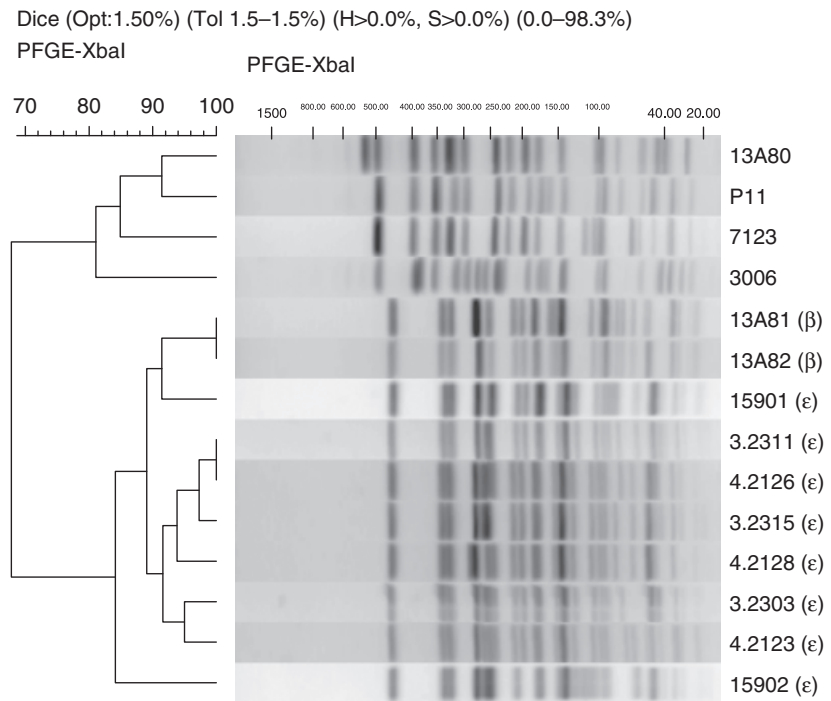 Dice (Opt:1.50%) (Tol 1.5–1.5%) (H>0.0%, S>0.0%) (0.0–98.3%)
PFGE-XbaI
PFGE-XbaI
70 80 90 100
1500 800.00 600.00 500.00 400.00 350.00 300.00 250.00 200.00 150.00 100.00 40.00 20.00
13A80
P11
7123
3006
13A81 (β)
13A82 (β)
15901 (ε)
3.2311 (ε)
4.2126 (ε)
3.2315 (ε)
4.2128 (ε)
3.2303 (ε)
4.2123 (ε)
15902 (ε)